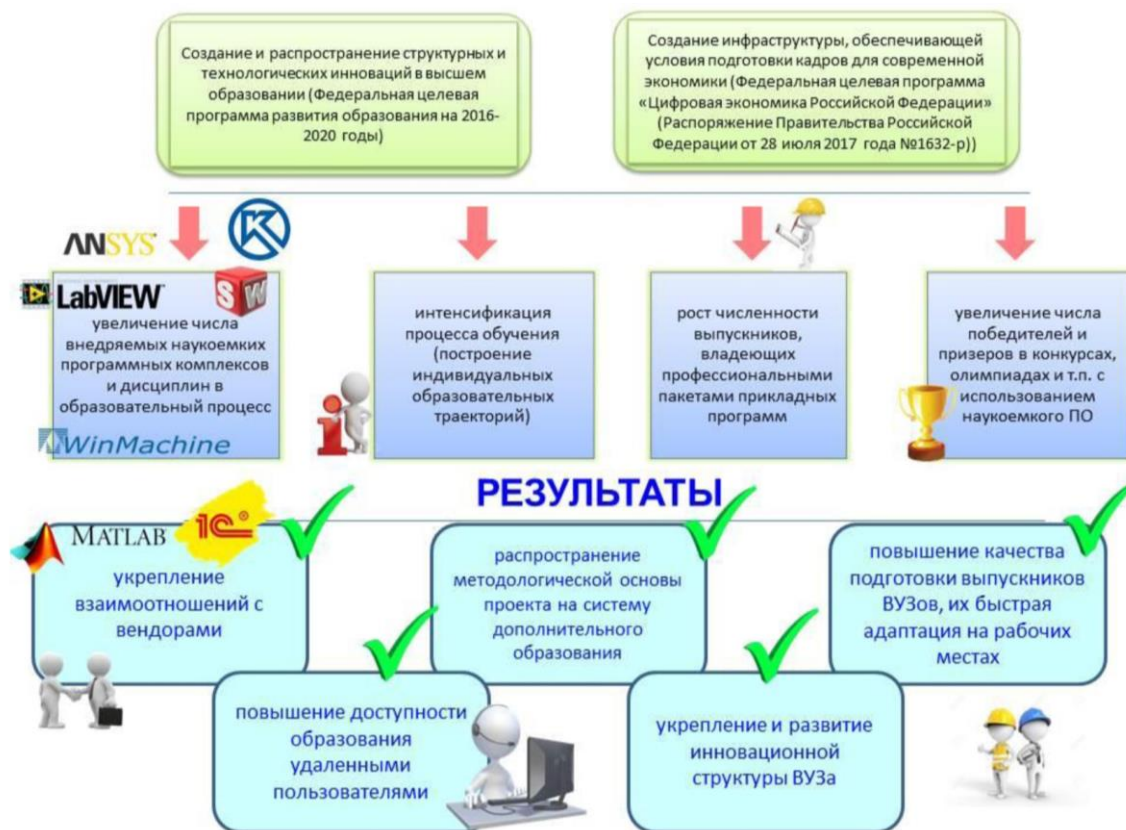 Создание и распространение структурных и
технологических инноваций в высшем
образовании (Федеральная целевая
программа развития образования на 2016-
2020 годы)
Создание инфраструктуры, обеспечивающей
условия подготовки кадров для современной
экономики (Федеральная целевая программа
«Цифровая экономика Российской Федерации»
(Распоряжение Правительства Российской
Федерации от 28 июля 2017 года №1632-р))
ANSYS
K
LabVIEW
SW
увеличение числа
внедряемых наукоемких
программных комплексов
и дисциплин в
образовательный процесс
WinMachine
интенсификация
процесса обучения
(построение
индивидуальных
образовательных
траекторий)
i
рост численности
выпускников,
владеющих
профессиональными
пакетами прикладных
программ
увеличение числа
победителей и
призеров в конкурсах,
олимпиадах и т.п. с
использованием
наукоемкого ПО
РЕЗУЛЬТАТЫ
MATLAB
1С®
укрепление
взаимоотношений с
вендорами
распространение
методологической основы
проекта на систему
дополнительного
образования
повышение качества
подготовки выпускников
ВУЗов, их быстрая
адаптация на рабочих
местах
повышение доступности
образования
удаленными
пользователями
укрепление и развитие
инновационной
структуры ВУЗа